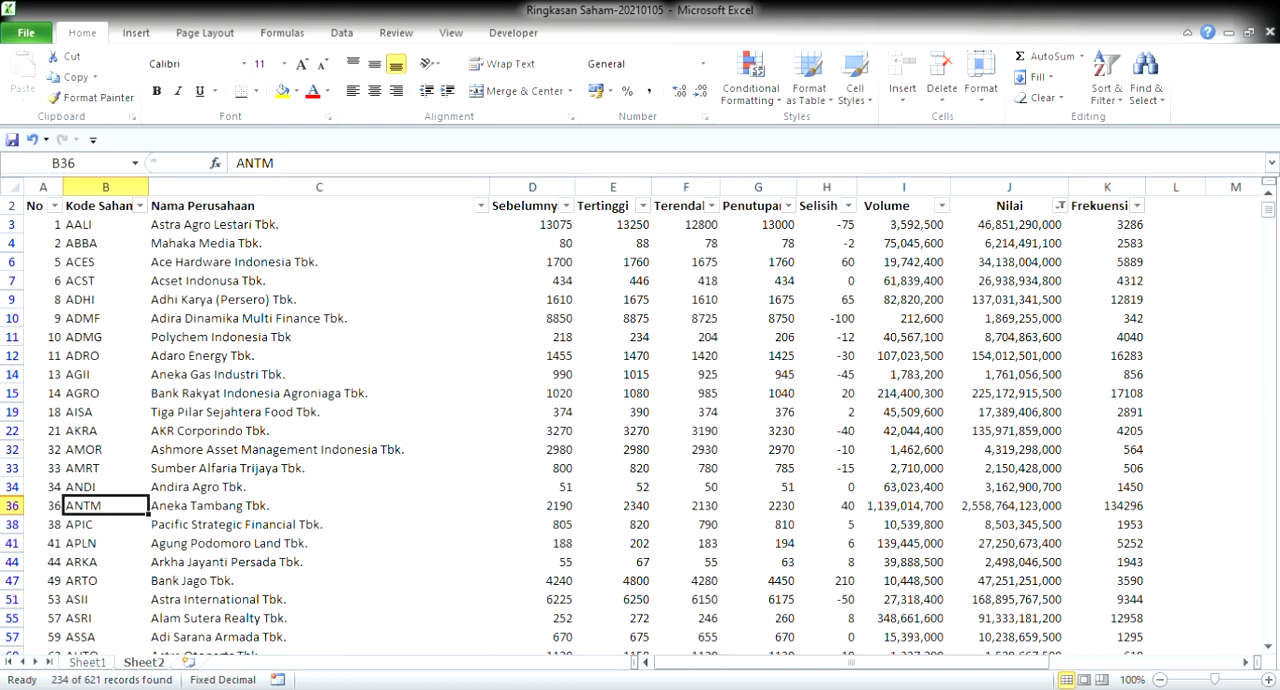 Ringkasan Saham-20210105 - Microsoft Excel
File Home Insert Page Layout Formulas Data Review View Developer
Paste Cut Copy Format Painter
Calibri 11
B I U A
Wrap Text
Merge & Center
General
% ,
Conditional Formatting Format as Table Cell Styles
Insert Delete Format
Σ AutoSum Fill Clear
Sort & Filter Find & Select
Clipboard Font Alignment Number Styles Cells Editing
B36 fx ANTM
A B C D E F G H I J K L M
2 No Kode Sahan Nama Perusahaan Sebelumny Tertinggi Terendal Penutupai Selisih Volume Nilai Frekuensi
3 1 AALI Astra Agro Lestari Tbk. 13075 13250 12800 13000 -75 3,592,500 46,851,290,000 3286
4 2 ABBA Mahaka Media Tbk. 80 88 78 78 -2 75,045,600 6,214,491,100 2583
6 5 ACES Ace Hardware Indonesia Tbk. 1700 1760 1675 1760 60 19,742,400 34,138,004,000 5889
7 6 ACST Acset Indonusa Tbk. 434 446 418 434 0 61,839,400 26,938,934,800 4312
9 8 ADHI Adhi Karya (Persero) Tbk. 1610 1675 1610 1675 65 82,820,200 137,031,341,500 12819
10 9 ADMF Adira Dinamika Multi Finance Tbk. 8850 8875 8725 8750 -100 212,600 1,869,255,000 342
11 10 ADMG Polychem Indonesia Tbk 218 234 204 206 -12 40,567,100 8,704,863,600 4040
12 11 ADRO Adaro Energy Tbk. 1455 1470 1420 1425 -30 107,023,500 154,012,501,000 16283
14 13 AGII Aneka Gas Industri Tbk. 990 1015 925 945 -45 1,783,200 1,761,056,500 856
15 14 AGRO Bank Rakyat Indonesia Agroniaga Tbk. 1020 1080 985 1040 20 214,400,300 225,172,915,500 17108
19 18 AISA Tiga Pilar Sejahtera Food Tbk. 374 390 374 376 2 45,509,600 17,389,406,800 2891
22 21 AKRA AKR Corporindo Tbk. 3270 3270 3190 3230 -40 42,044,400 135,971,859,000 4205
32 32 AMOR Ashmore Asset Management Indonesia Tbk. 2980 2980 2930 2970 -10 1,462,600 4,319,298,000 564
33 33 AMRT Sumber Alfaria Trijaya Tbk. 800 820 780 785 -15 2,710,000 2,150,428,000 506
34 34 ANDI Andira Agro Tbk. 51 52 50 51 0 63,023,400 3,162,900,700 1450
36 36 ANTM Aneka Tambang Tbk. 2190 2340 2130 2230 40 1,139,014,700 2,558,764,123,000 134296
38 38 APIC Pacific Strategic Financial Tbk. 805 820 790 810 5 10,539,800 8,503,345,500 1953
41 41 APLN Agung Podomoro Land Tbk. 188 202 183 194 6 139,445,000 27,250,673,400 5252
44 44 ARKA Arkha Jayanti Persada Tbk. 55 67 55 63 8 39,888,500 2,498,046,500 1943
47 49 ARTO Bank Jago Tbk. 4240 4800 4280 4450 210 10,448,500 47,251,251,000 3590
51 53 ASII Astra International Tbk. 6225 6250 6150 6175 -50 27,318,400 168,895,767,500 9344
55 57 ASRI Alam Sutera Realty Tbk. 252 272 246 260 8 348,661,600 91,333,181,200 12958
57 59 ASSA Adi Sarana Armada Tbk. 670 675 655 670 0 15,393,000 10,238,659,500 1295
Sheet1 Sheet2
Ready 234 of 621 records found Fixed Decimal 100%